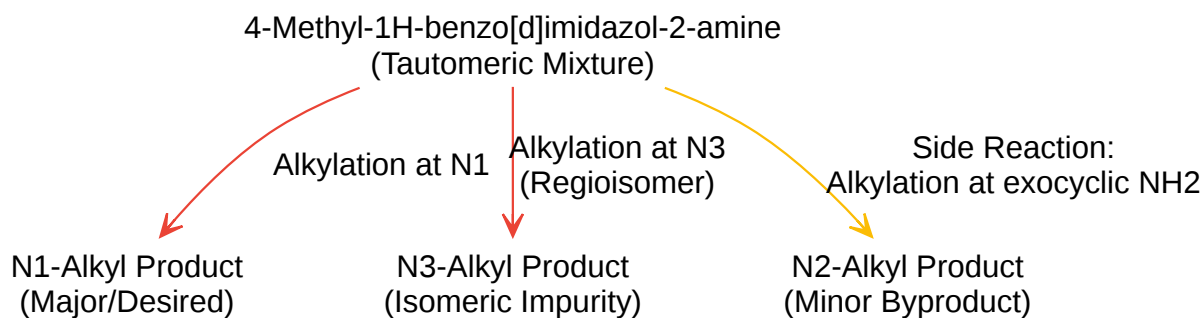 4-Methyl-1H-benzo[d]imidazol-2-amine
(Tautomeric Mixture)
Alkylation at N1
Alkylation at N3
(Regioisomer)
Side Reaction:
Alkylation at exocyclic NH2
N1-Alkyl Product
(Major/Desired)
N3-Alkyl Product
(Isomeric Impurity)
N2-Alkyl Product
(Minor Byproduct)